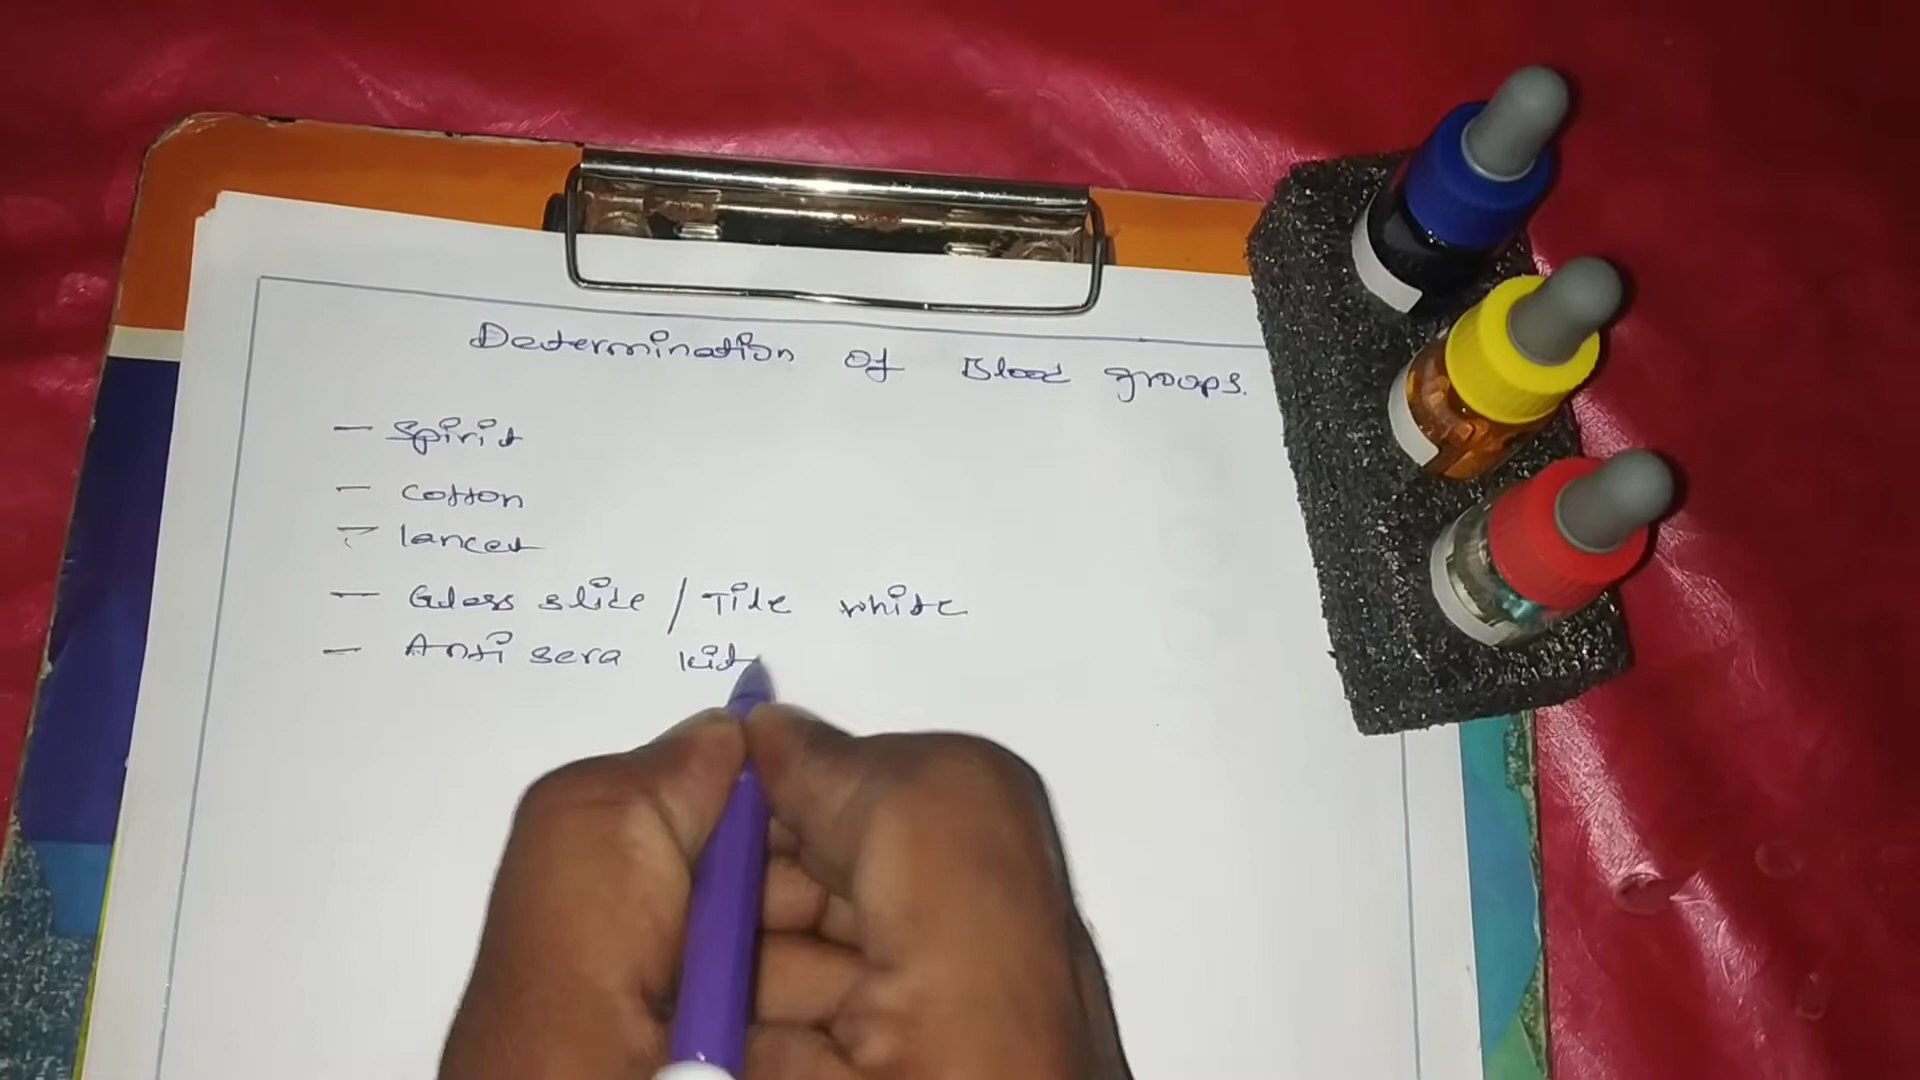 Determination of Blood groups.
- Spirit
- cotton
- lancet
- Glass slide / Tile white
- Anti sera kit